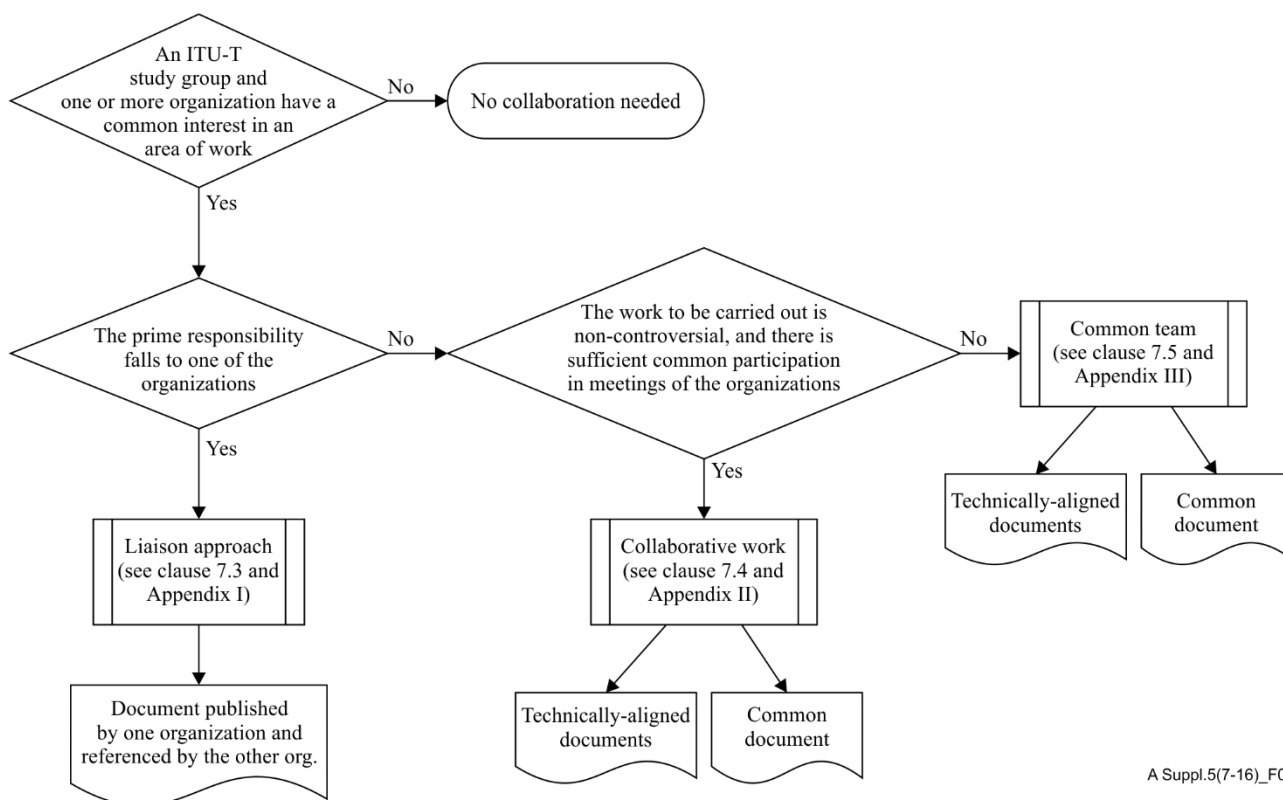 An ITU-T
study group and
one or more organization have a
common interest in an
area of work
No
No collaboration needed
Yes
The prime responsibility
falls to one of the
organizations
No
The work to be carried out is
non-controversial, and there is
sufficient common participation
in meetings of the organizations
No
Common team
(see clause 7.5 and
Appendix III)
Yes
Yes
Technically-aligned
documents
Common
document
Liaison approach
(see clause 7.3 and
Appendix I)
Collaborative work
(see clause 7.4 and
Appendix II)
Document published
by one organization and
referenced by the other org.
Technically-aligned
documents
Common
document
A Suppl.5(7-16)_F0